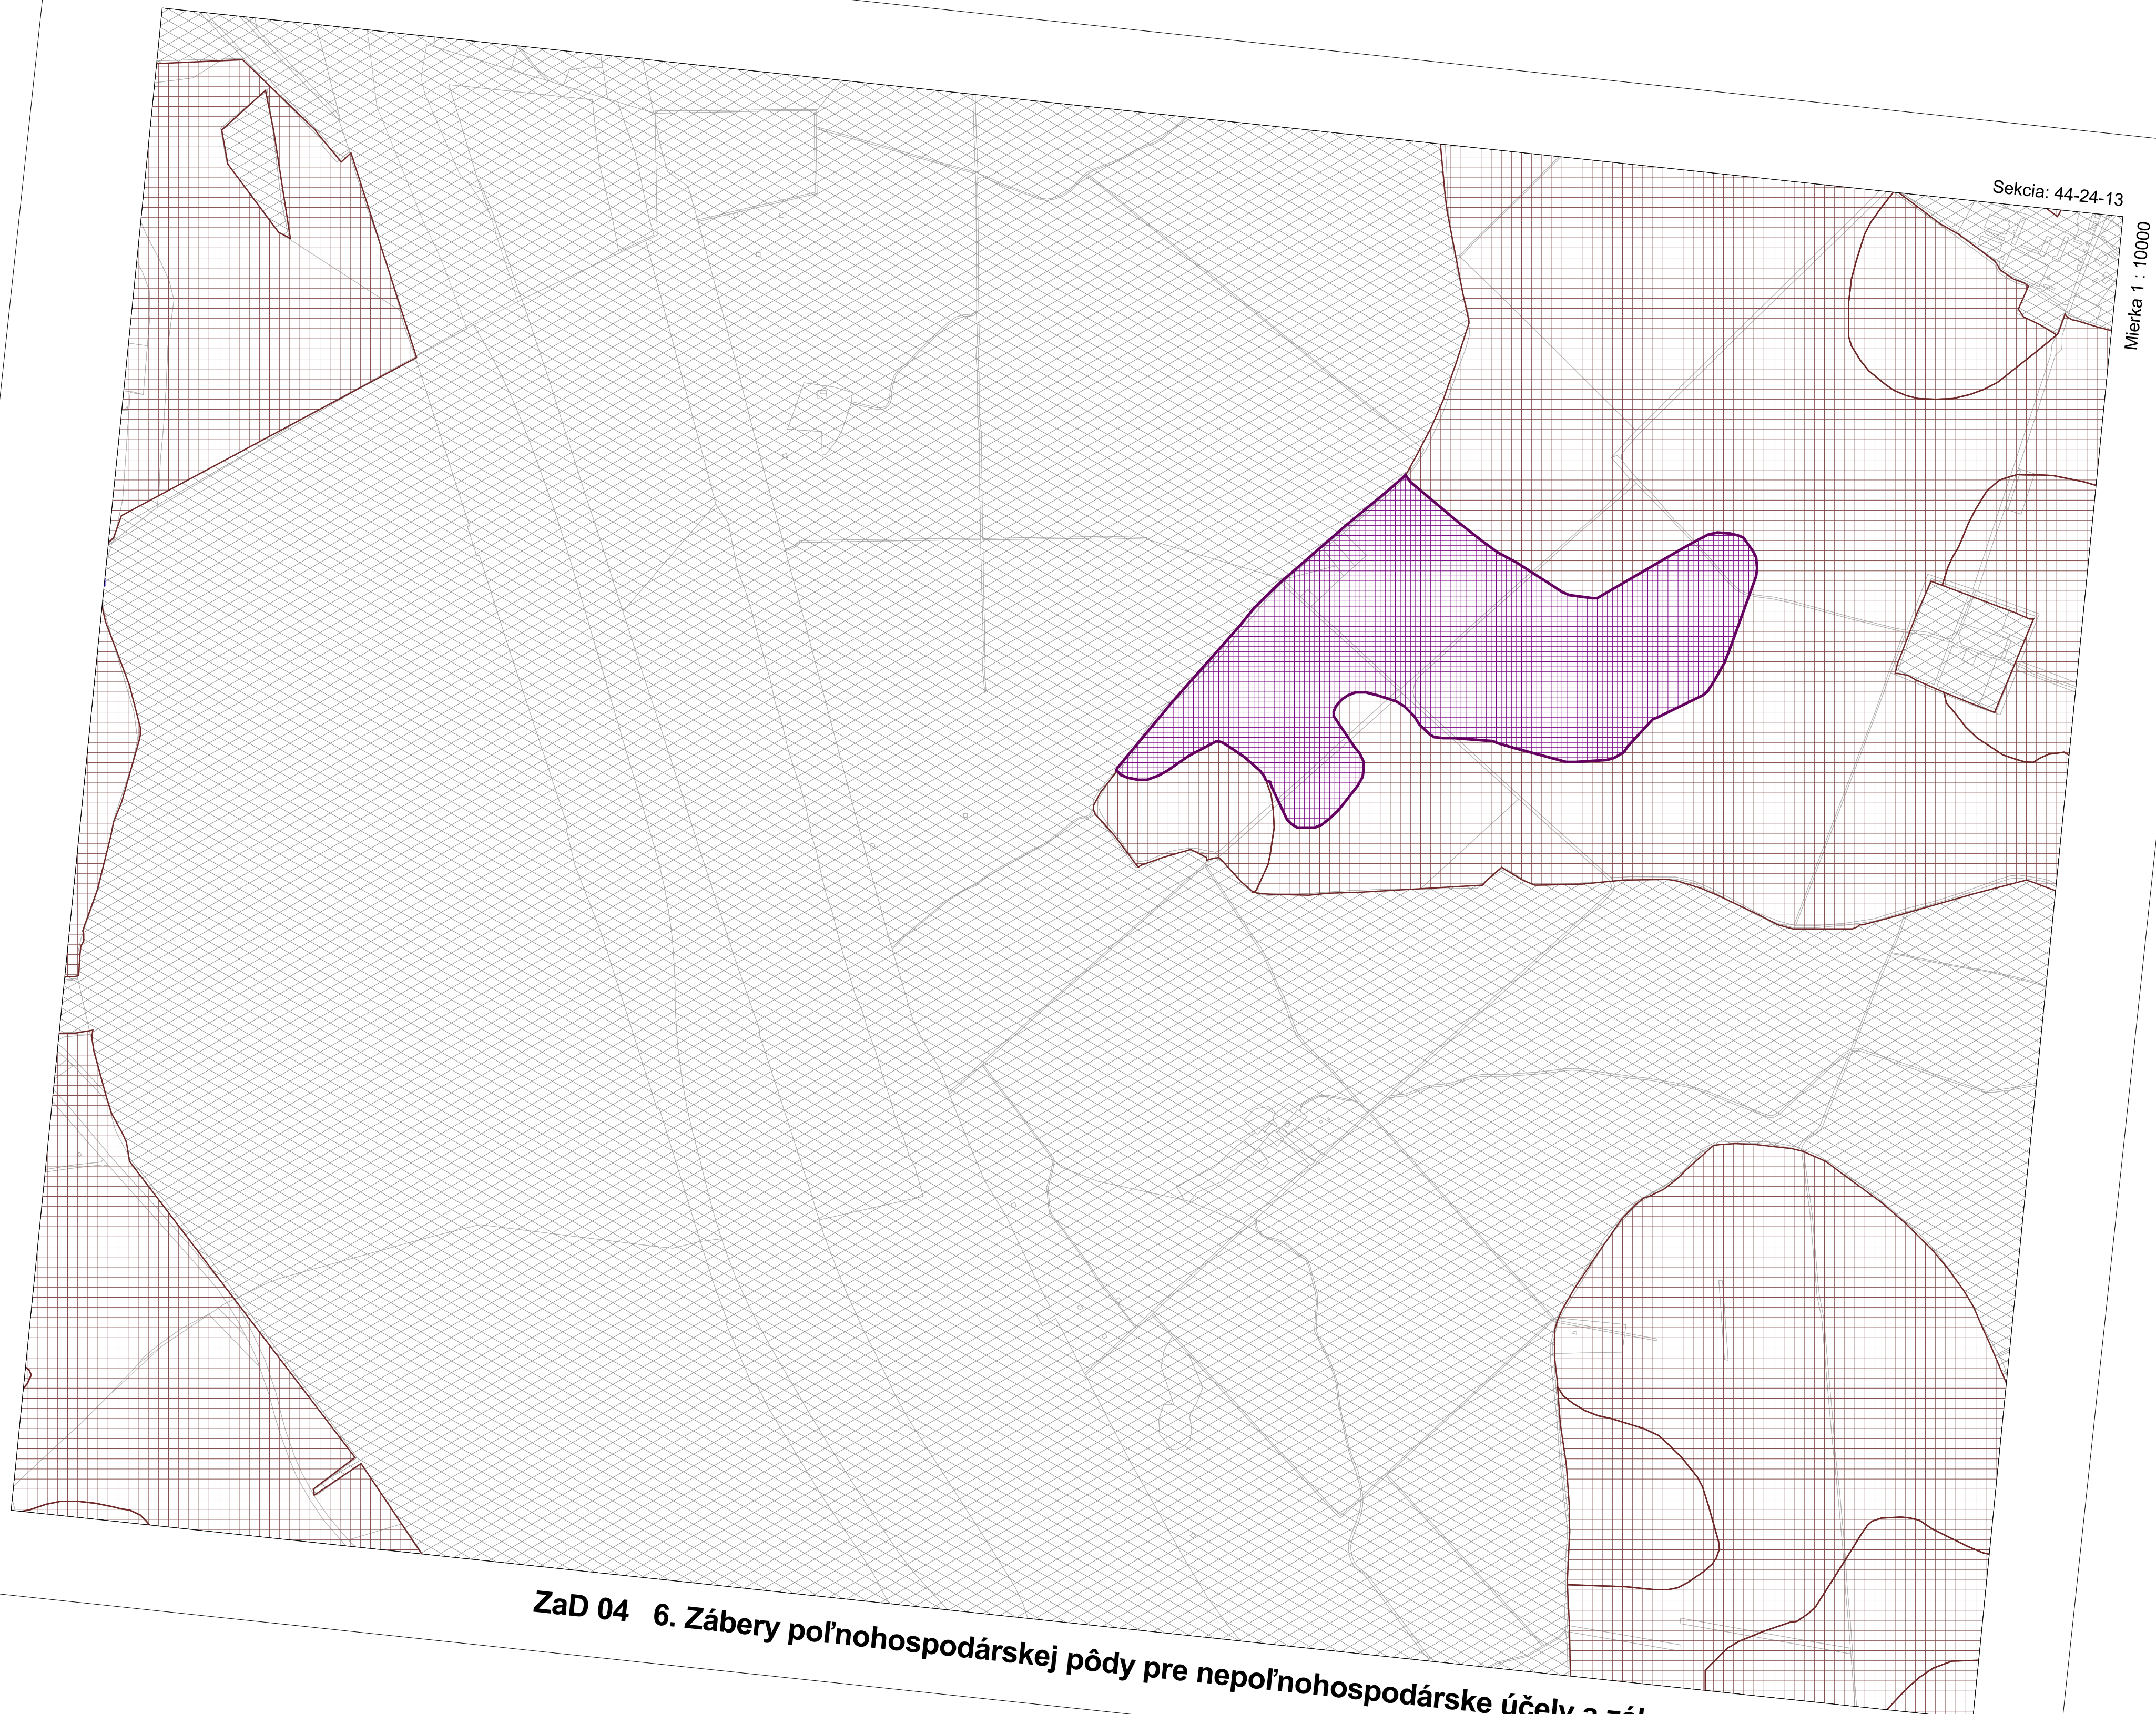 Sekcia: 44-24-13
Mierka 1 : 10000
ZaD 04 6. Zábery poľnohospodárskej pôdy pre nepoľnohospodárske účely a